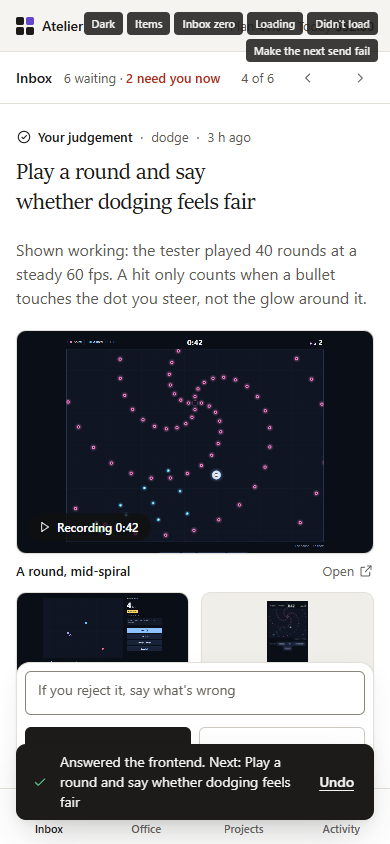 Atelier
Dark
Items
Inbox zero
Loading
Didn't load
Make the next send fail
Inbox
6 waiting · 2 need you now
4 of 6
Your judgement · dodge · 3 h ago
Play a round and say
whether dodging feels fair
Shown working: the tester played 40 rounds at a
steady 60 fps. A hit only counts when a bullet
touches the dot you steer, not the glow around it.
0:42
2
Recording 0:42
A round, mid-spiral
Open
If you reject it, say what's wrong
Answered the frontend. Next: Play a
round and say whether dodging feels
fair
Undo
Inbox
Office
Projects
Activity